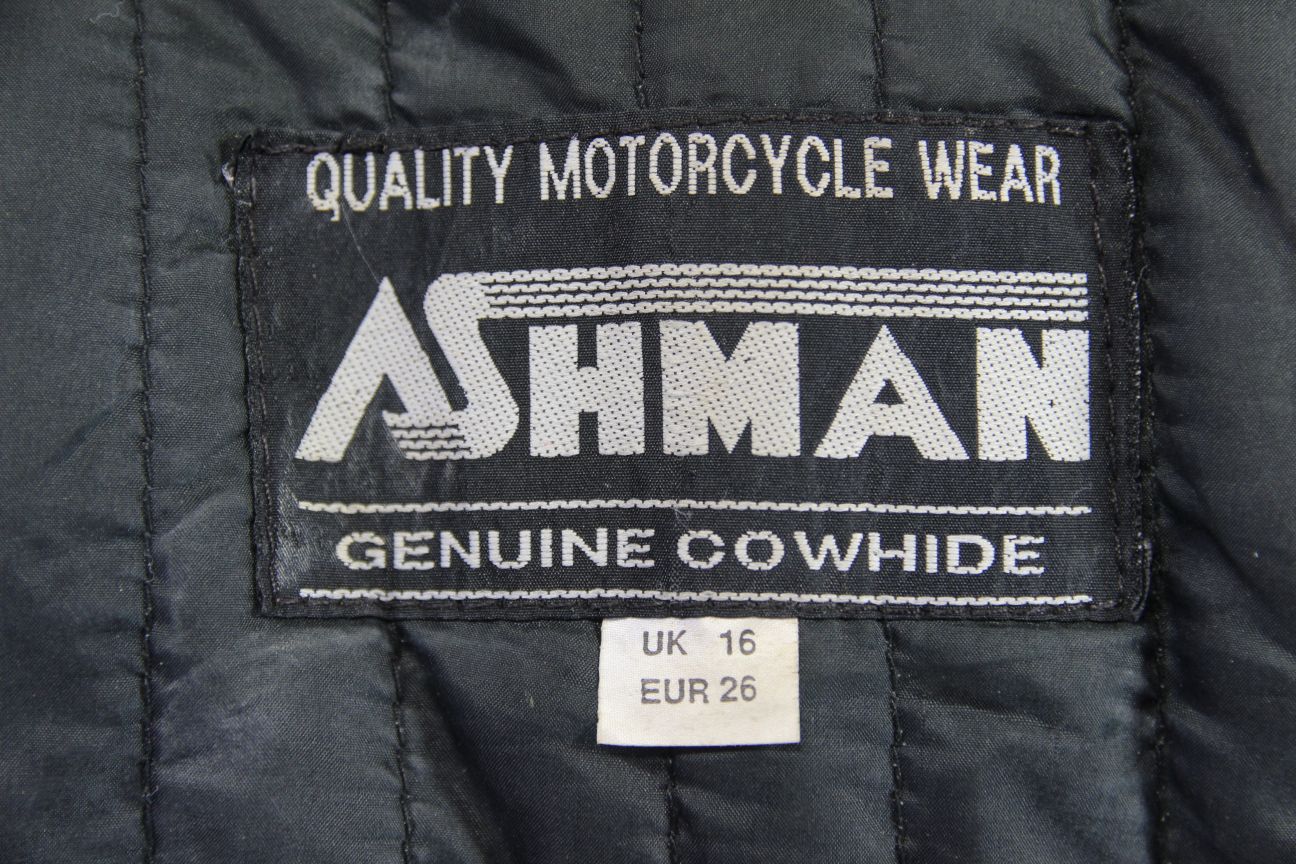 QUALITY MOTORCYCLE WEAR
ASHMAN
GENUINE COWHIDE
UK 16
EUR 26